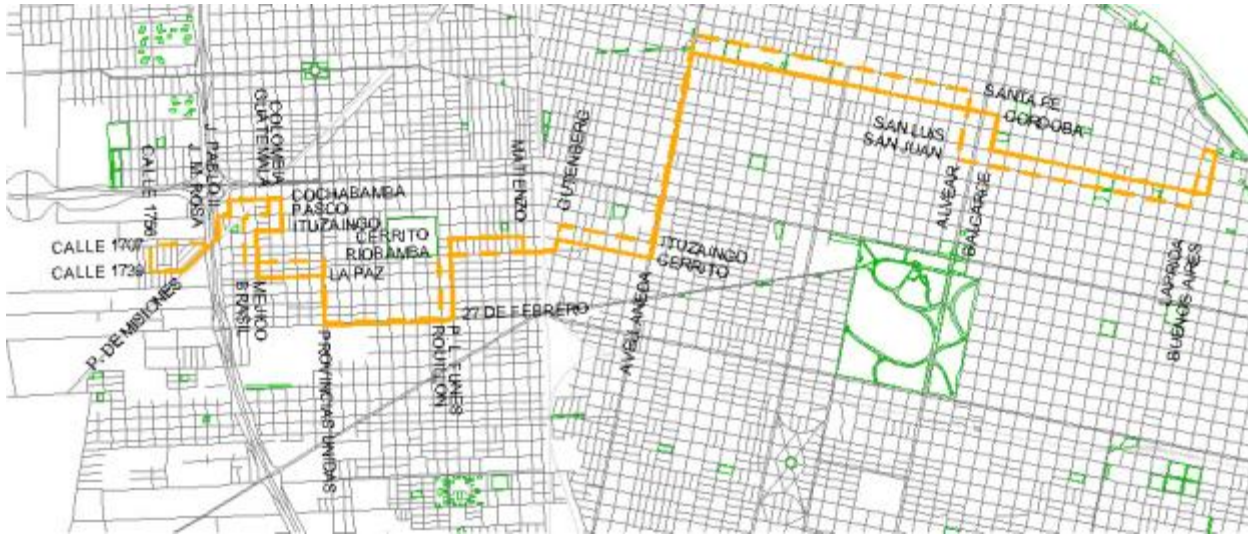 SANTA FE
CORDOBA
SAN LUIS
SAN JUAN
GUTENBERG
MATIENZO
COLOMBIA
GUATEMALA
J. PABLO II
J. M. ROSA
CALLE 1750
COCHABAMBA
PASCO
ITUZAINGO
CERRITO
RIOBAMBA
LA PAZ
CALLE 1707
CALLE 1739
P. DE MISIONES
MEJICO
BRASIL
27 DE FEBRERO
PROVINCIAS UNIDAS
P. L. FUNES
ROUILLON
ITUZAINGO
CERRITO
AVELLANEDA
ALVEAR
BALCARCE
LAPRIDA
BUENOS AIRES